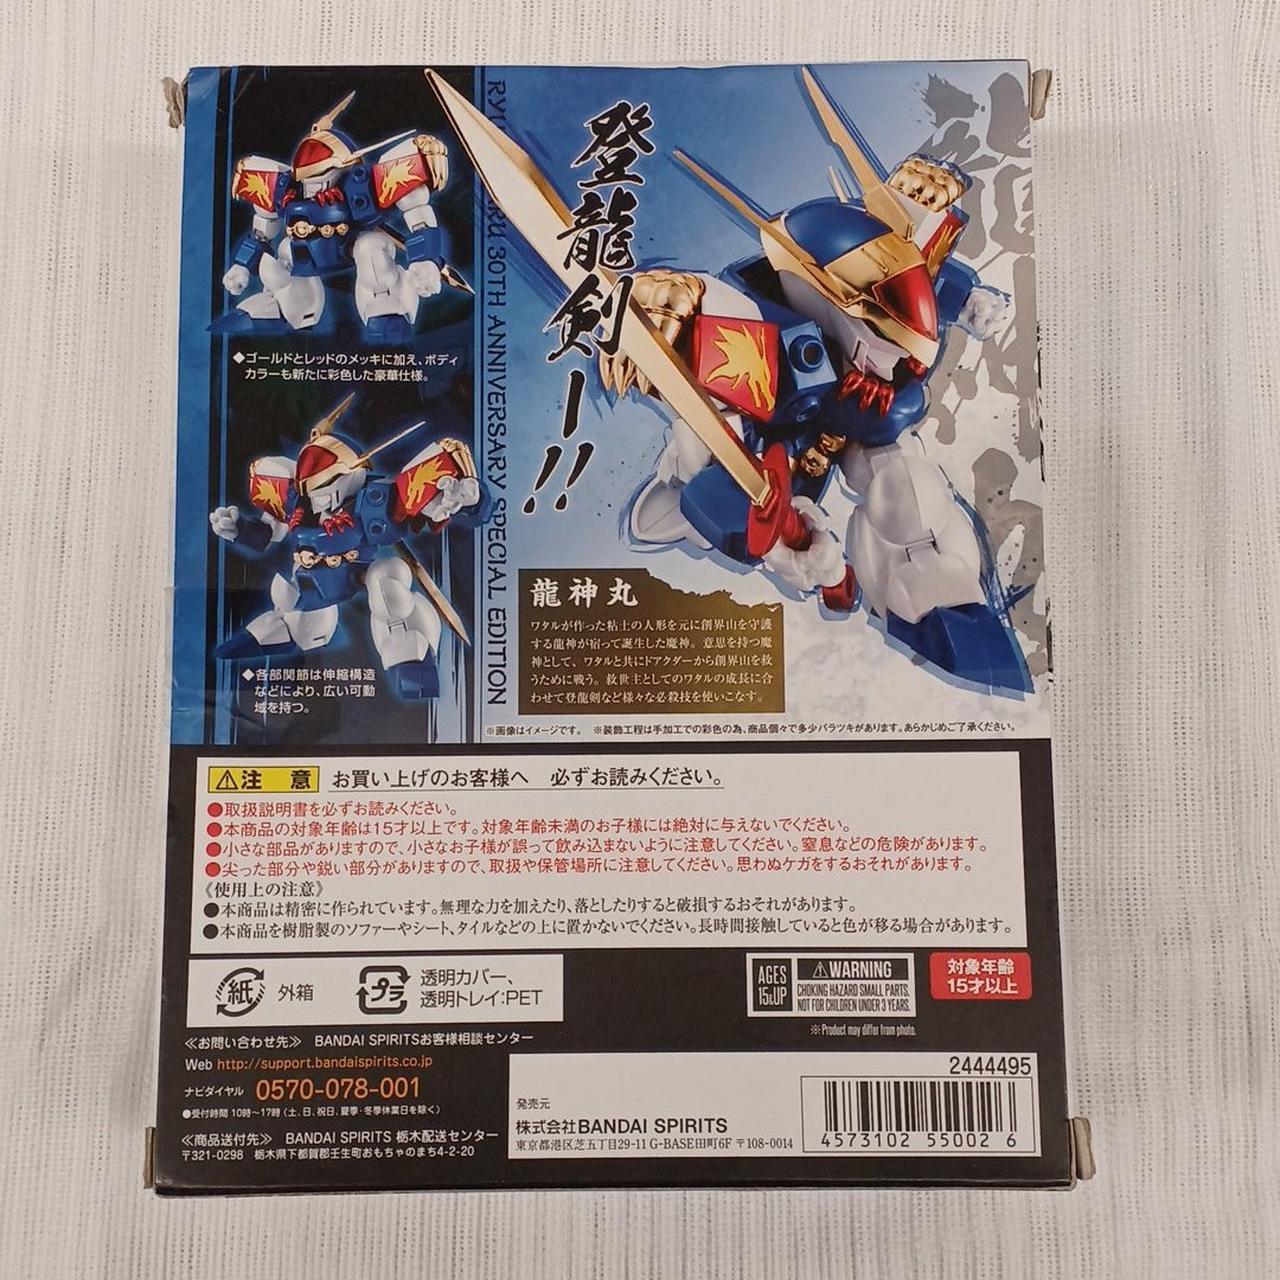 登龍剣ー!!
龍神丸
RYUJINMARU 30TH ANNIVERSARY SPECIAL EDITION
◆ゴールドとレッドのメッキに加え、ボディ
カラーも新たに彩色した豪華仕様。
◆各部関節は伸縮構造
などにより、広い可動
域を持つ。
龍神丸
ワタルが作った粘土の人形を元に創界山を守護
する龍神が宿って誕生した魔神。意思を持つ魔
神として、ワタルと共にドアクダーから創界山を救
うために戦う。救世主としてのワタルの成長に合
わせて登龍剣など様々な必殺技を使いこなす。
※画像はイメージです。 ※装飾工程は手加工での彩色の為、商品個々で多少バラツキがあります。あらかじめご了承ください。
⚠注 意 お買い上げのお客様へ 必ずお読みください。
●取扱説明書を必ずお読みください。
●本商品の対象年齢は15才以上です。対象年齢未満のお子様には絶対に与えないでください。
●小さな部品がありますので、小さなお子様が誤って飲み込まないように注意してください。窒息などの危険があります。
●尖った部分や鋭い部分がありますので、取扱や保管場所に注意してください。思わぬケガをするおそれがあります。
《使用上の注意》
●本商品は精密に作られています。無理な力を加えたり、落としたりすると破損するおそれがあります。
●本商品を樹脂製のソファーやシート、タイルなどの上に置かないでください。長時間接触していると色が移る場合があります。
紙 外箱
プラ 透明カバー、
透明トレイ:PET
AGES
15&UP
⚠WARNING
CHOKING HAZARD SMALL PARTS.
NOT FOR CHILDREN UNDER 3 YEARS.
※Product may differ from photo.
対象年齢
15才以上
≪お問い合わせ先≫ BANDAI SPIRITSお客様相談センター
Web http://support.bandaispirits.co.jp
ナビダイヤル 0570-078-001
●受付時間 10時~17時 (土、日、祝日、夏季・冬季休業日を除く)
≪商品送付先≫ BANDAI SPIRITS 栃木配送センター
〒321-0298 栃木県下都賀郡壬生町おもちゃのまち4-2-20
発売元
株式会社BANDAI SPIRITS
東京都港区芝五丁目29-11 G-BASE田町6F 〒108-0014
2444495
4573102 55002 6